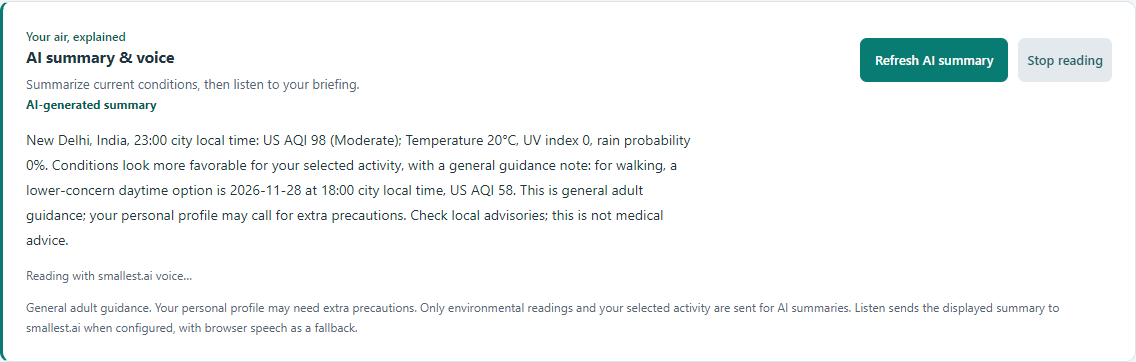 Your air, explained
AI summary & voice
Refresh AI summary
Stop reading
Summarize current conditions, then listen to your briefing.
AI-generated summary
New Delhi, India, 23:00 city local time: US AQI 98 (Moderate); Temperature 20°C, UV index 0, rain probability
0%. Conditions look more favorable for your selected activity, with a general guidance note: for walking, a
lower-concern daytime option is 2026-11-28 at 18:00 city local time, US AQI 58. This is general adult
guidance; your personal profile may call for extra precautions. Check local advisories; this is not medical
advice.
Reading with smallest.ai voice...
General adult guidance. Your personal profile may need extra precautions. Only environmental readings and your selected activity are sent for AI summaries. Listen sends the displayed summary to
smallest.ai when configured, with browser speech as a fallback.